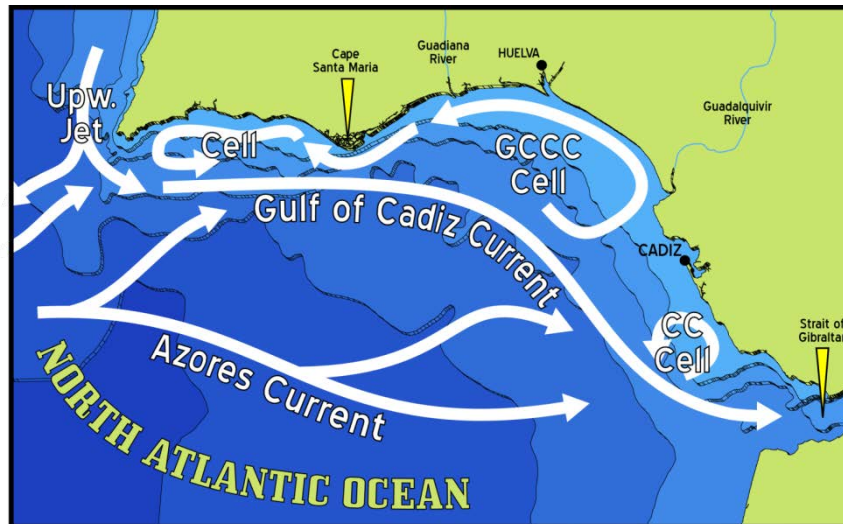 Upw.
Jet
Cape
Santa Maria
Guadiana
River
HUELVA
Guadalquivir
River
Cell
GCCC
Cell
Gulf of Cadiz Current
CADIZ
CC
Cell
Strait of
Gibraltar
Azores Current
NORTH ATLANTIC OCEAN